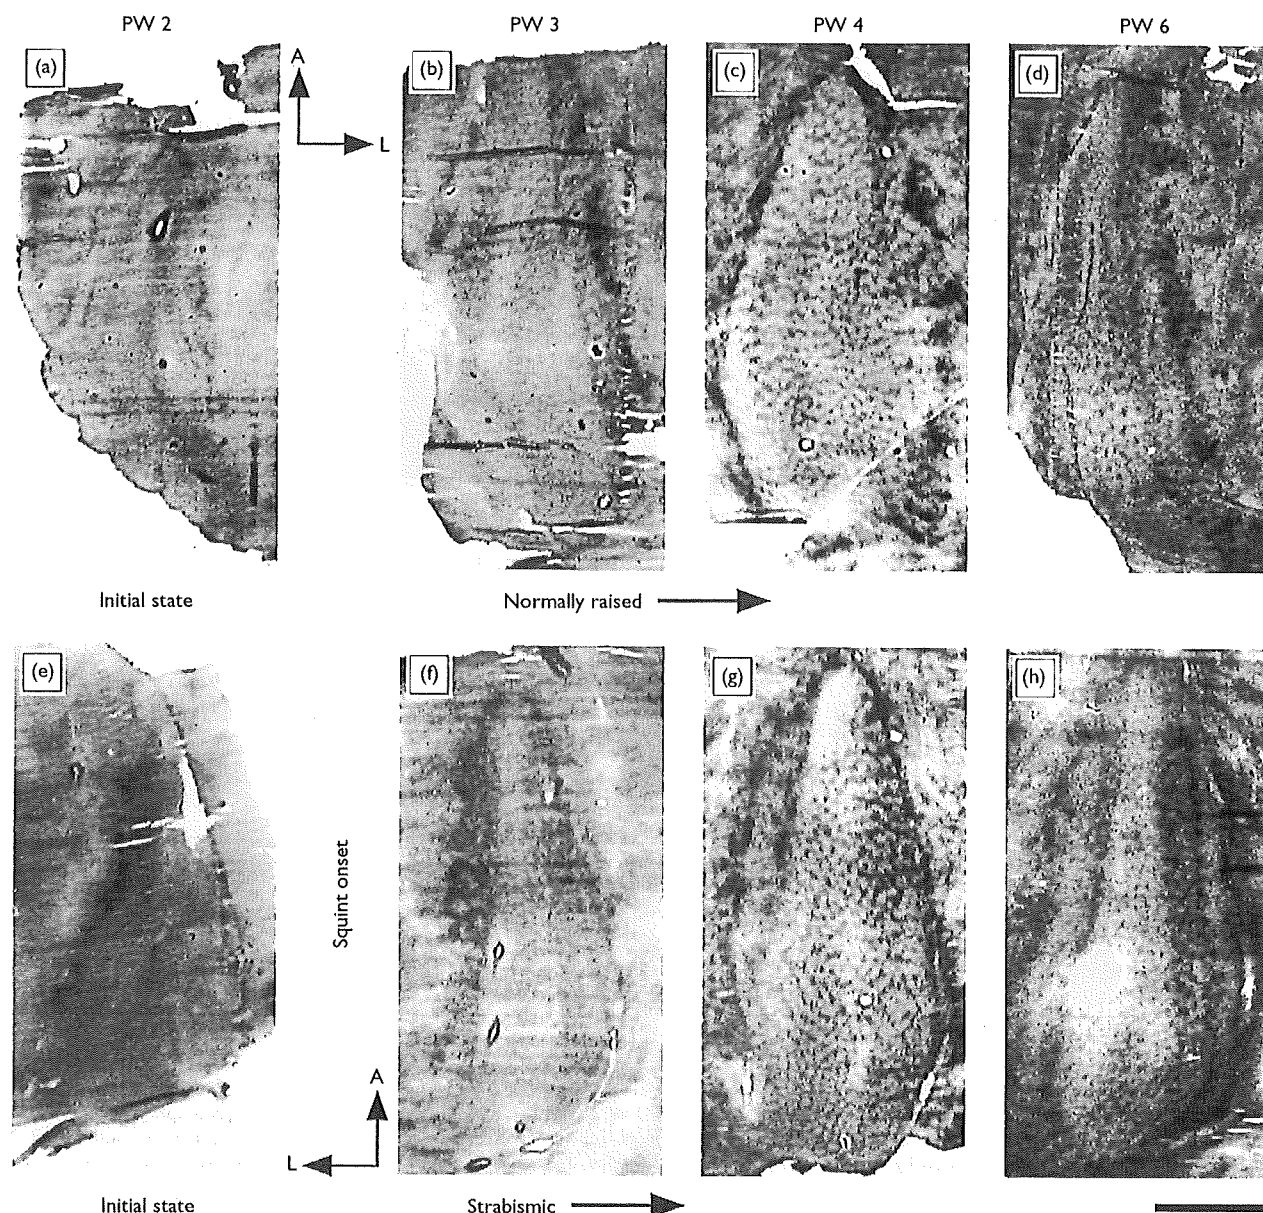 PW 2 PW 3 PW 4 PW 6
(a) A L (b) (c) (d)
Initial state Normally raised
(e) (f) (g) (h)
Squint onset
A
L
Initial state Strabismic